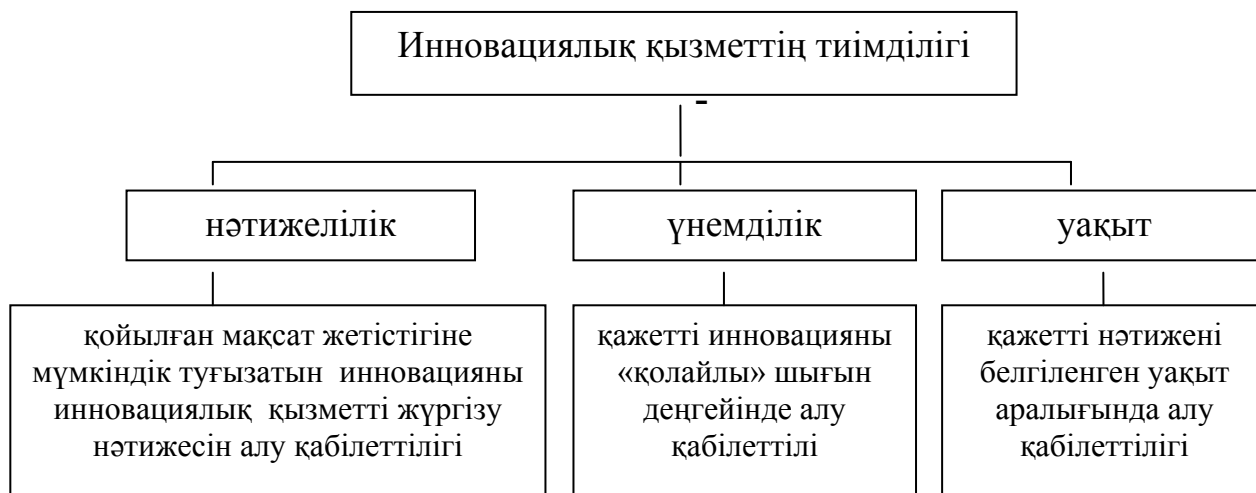 Инновациялық қызметтің тиімділігі
-
нәтижелілік
үнемділік
уақыт
қойылған мақсат жетістігіне
мүмкіндік туғызатын инновацияны
инновациялық қызметті жүргізу
нәтижесін алу қабілеттілігі
қажетті инновацияны
«қолайлы» шығын
деңгейінде алу
қабілеттілі
қажетті нәтижені
белгіленген уақыт
аралығында алу
қабілеттілігі